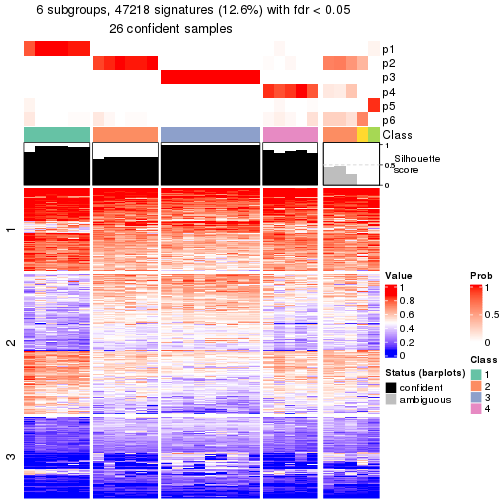 6 subgroups, 47218 signatures (12.6%) with fdr < 0.05
26 confident samples
p1
p2
p3
p4
p5
p6
Class
1
0.5
0
Silhouette
score
1
2
3
Value
1
0.8
0.6
0.4
0.2
0
Prob
1
0.5
0
Status (barplots)
confident
ambiguous
Class
1
2
3
4